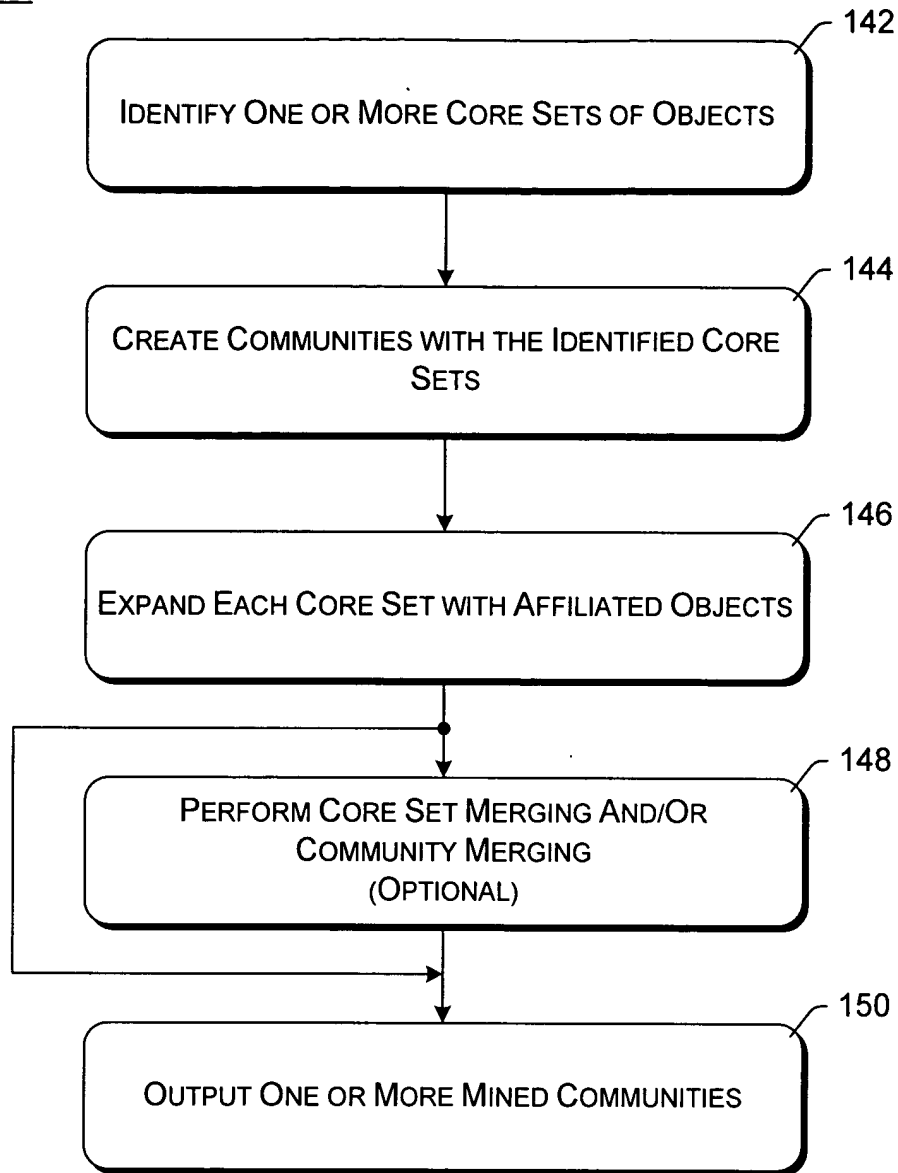 142
IDENTIFY ONE OR MORE CORE SETS OF OBJECTS
144
CREATE COMMUNITIES WITH THE IDENTIFIED CORE
SETS
146
EXPAND EACH CORE SET WITH AFFILIATED OBJECTS
148
PERFORM CORE SET MERGING AND/OR
COMMUNITY MERGING
(OPTIONAL)
150
OUTPUT ONE OR MORE MINED COMMUNITIES